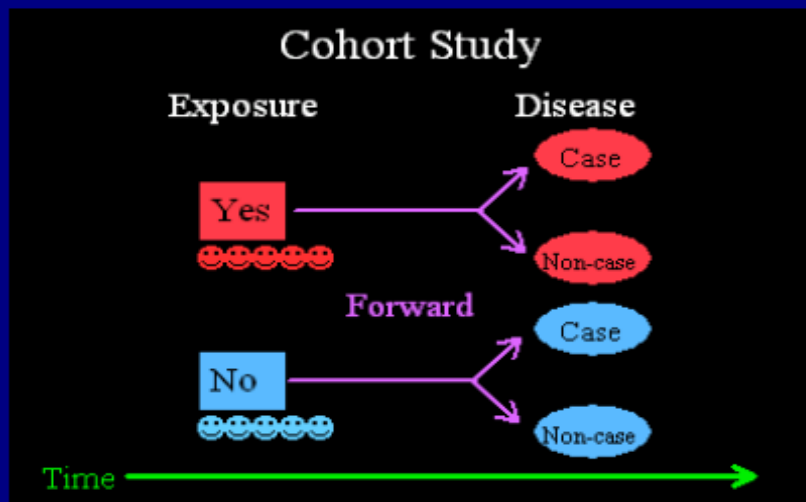 Cohort Study
Exposure Disease
Case
Yes
Non-case
Forward
Case
No
Non-case
Time